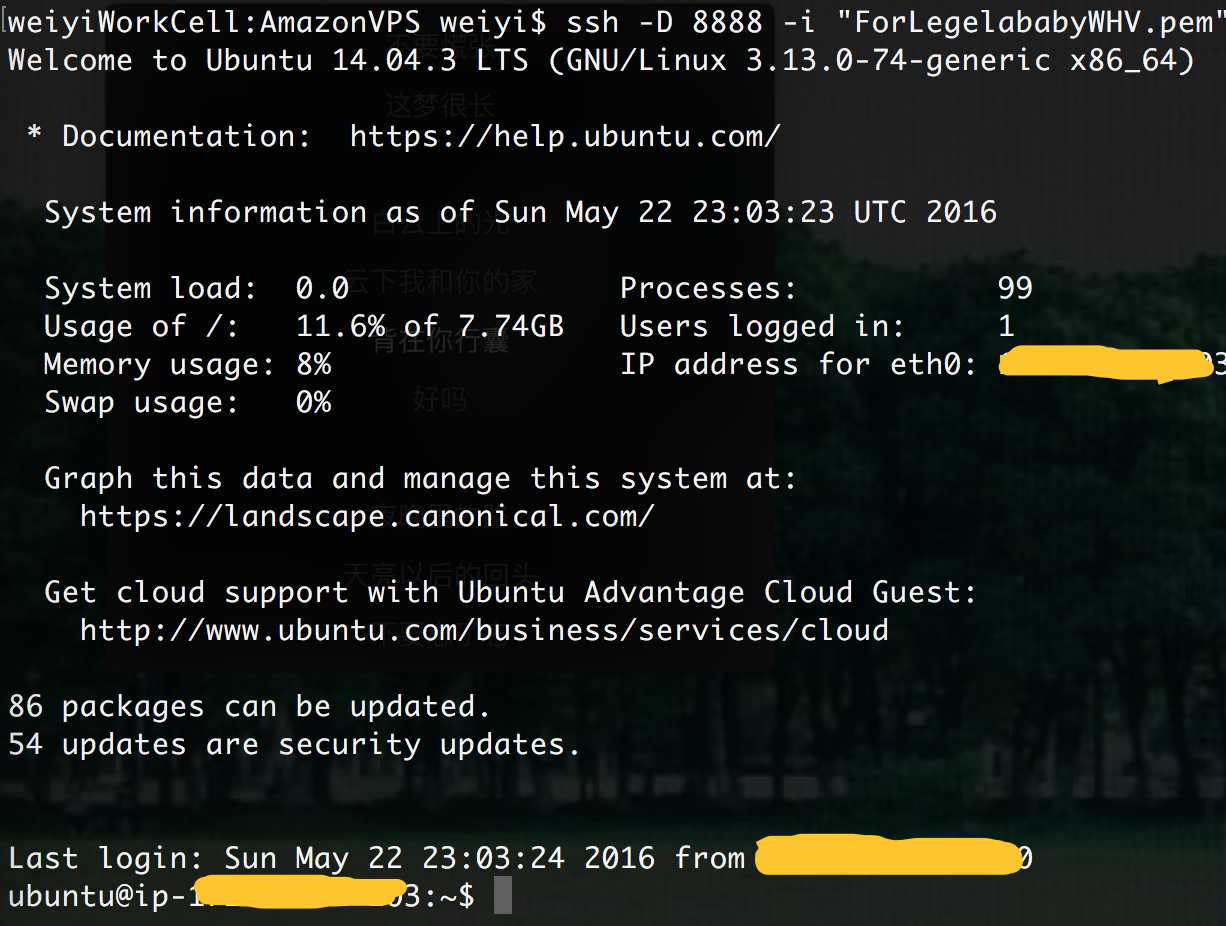 weiyiWorkCell:AmazonVPS weiyi$ ssh -D 8888 -i "ForLegelababyWHV.pem"
Welcome to Ubuntu 14.04.3 LTS (GNU/Linux 3.13.0-74-generic x86_64)
这梦很长
* Documentation: https://help.ubuntu.com/
System information as of Sun May 22 23:03:23 UTC 2016
白云上的光
云下我和你的家
System load: 0.0 Processes: 99
Usage of /: 11.6% of 7.74GB Users logged in: 1
背在你行囊
Memory usage: 8% IP address for eth0: 3
Swap usage: 0%
好吗
Graph this data and manage this system at:
https://landscape.canonical.com/
天亮以后的回头
Get cloud support with Ubuntu Advantage Cloud Guest:
http://www.ubuntu.com/business/services/cloud
86 packages can be updated.
54 updates are security updates.
Last login: Sun May 22 23:03:24 2016 from 0
ubuntu@ip-1 03:~$